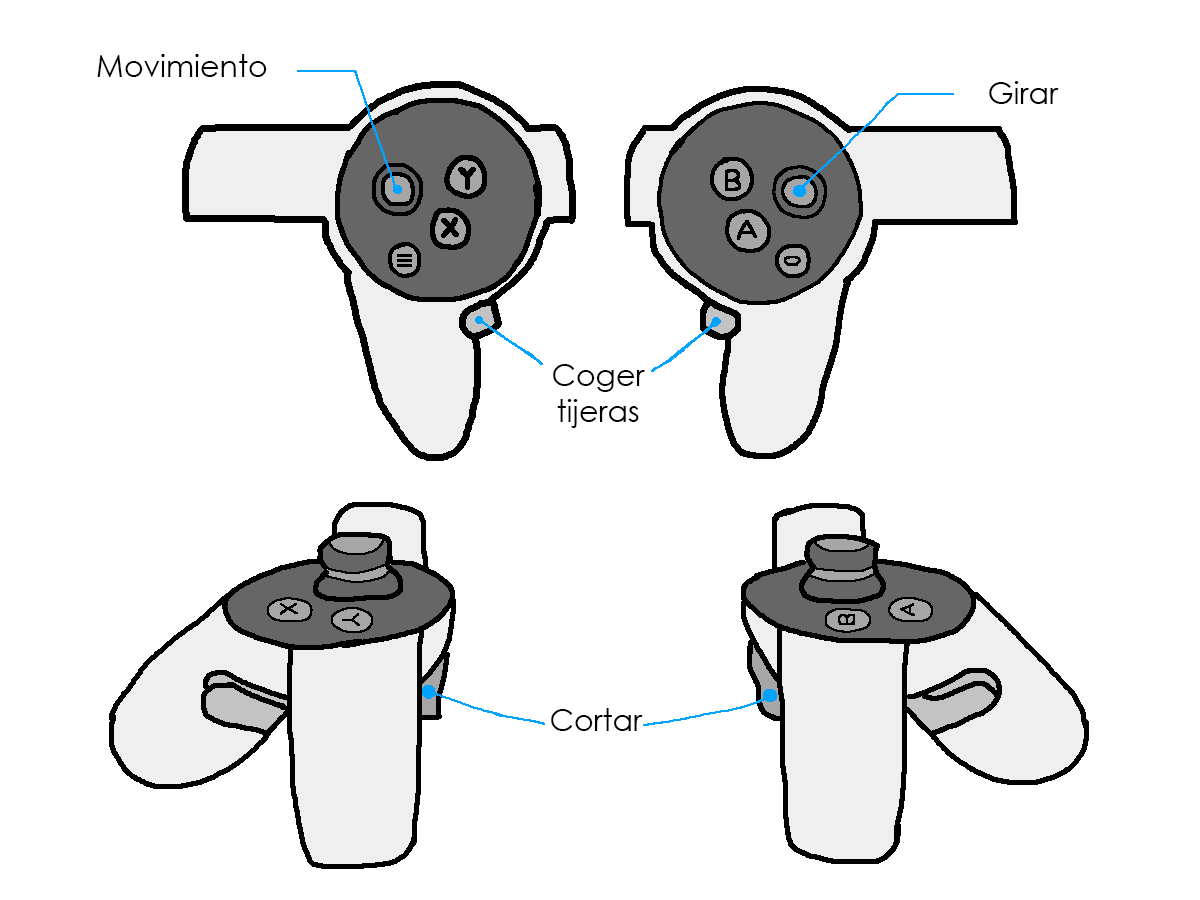 Movimiento
Girar
Y
X
B
A
Coger
tijeras
X
Y
B
A
Cortar